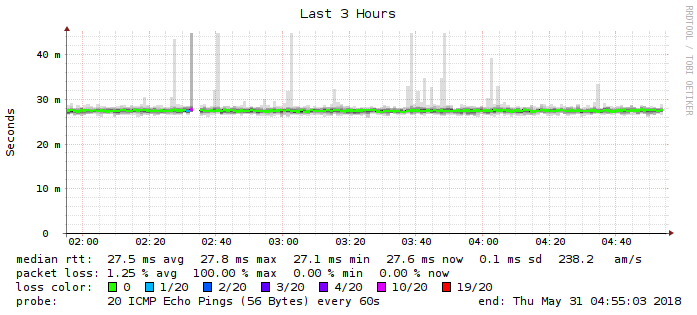 Last 3 Hours
RRDTOOL / TOBI OETIKER
Seconds
40 m
30 m
20 m
10 m
0
02:00 02:20 02:40 03:00 03:20 03:40 04:00 04:20 04:40
median rtt: 27.5 ms avg 27.8 ms max 27.1 ms min 27.6 ms now 0.1 ms sd 238.2 am/s
packet loss: 1.25 % avg 100.00 % max 0.00 % min 0.00 % now
loss color: 0 1/20 2/20 3/20 4/20 10/20 19/20
probe: 20 ICMP Echo Pings (56 Bytes) every 60s end: Thu May 31 04:55:03 2018